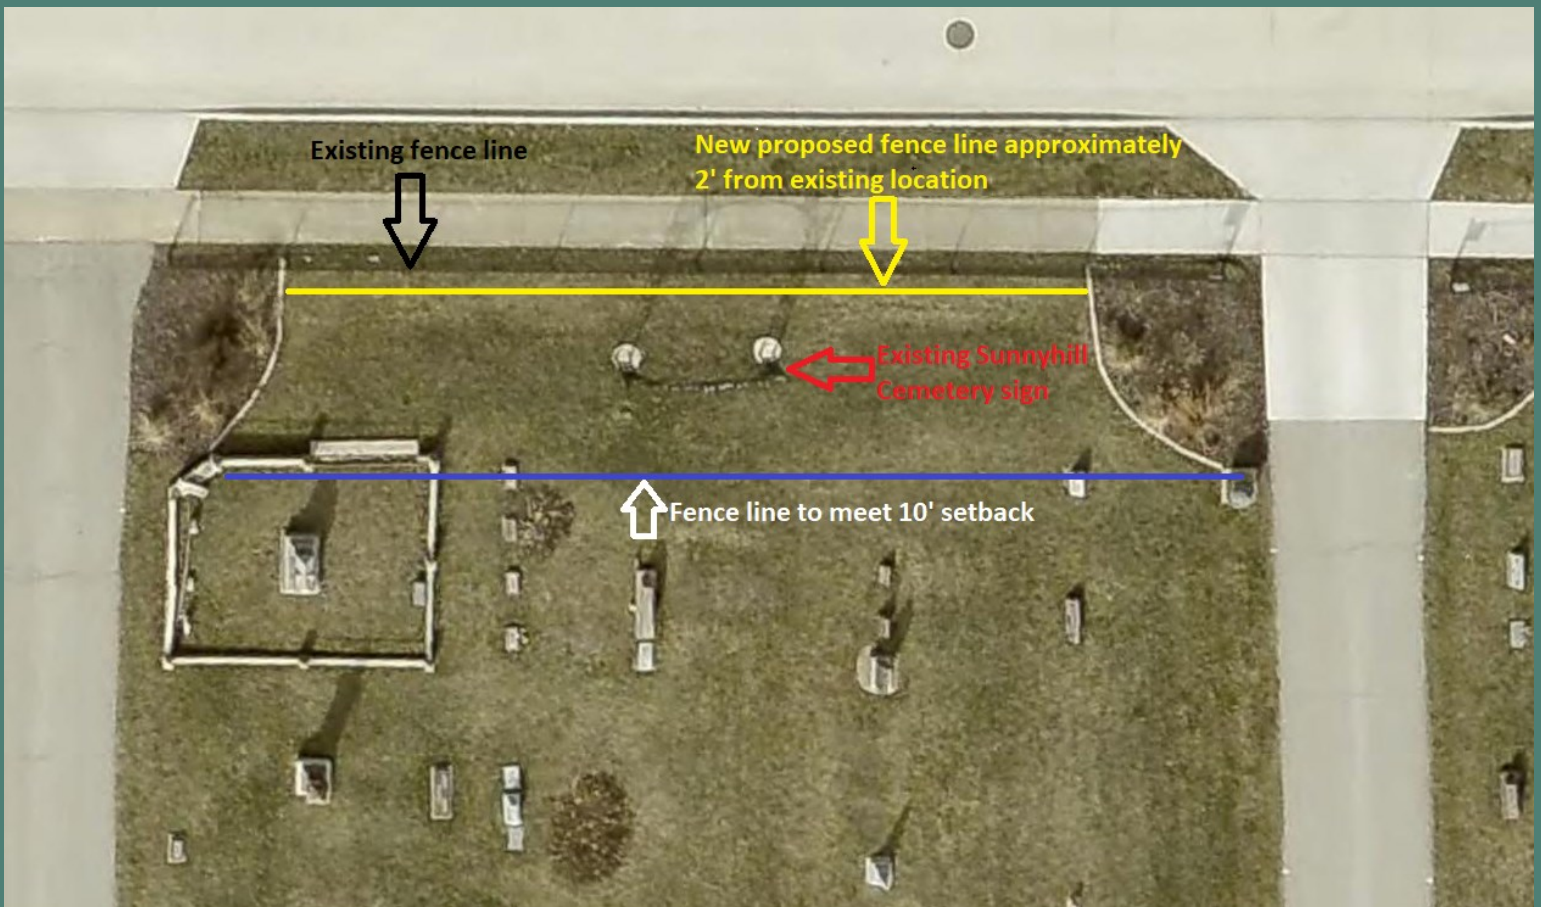 Existing fence line
New proposed fence line approximately
2' from existing location
Existing Sunnyhill
Cemetery sign
Fence line to meet 10' setback